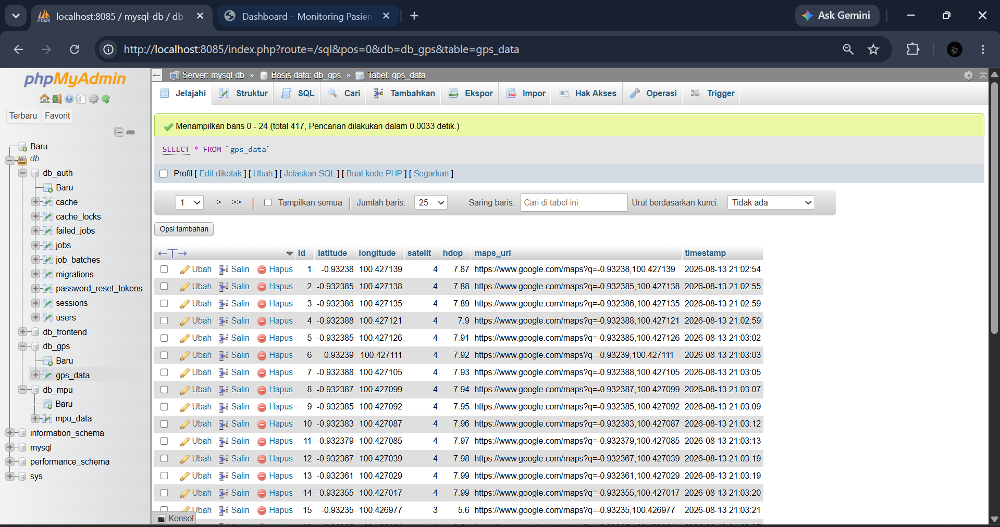 localhost:8085 / mysql-db / db_
Dashboard – Monitoring Pasien
Ask Gemini
http://localhost:8085/index.php?route=/sql&pos=0&db=db_gps&table=gps_data
phpMyAdmin
Terbaru Favorit
Baru
db
db_auth
Baru
cache
cache_locks
failed_jobs
jobs
job_batches
migrations
password_reset_tokens
sessions
users
db_frontend
db_gps
Baru
gps_data
db_mpu
Baru
mpu_data
information_schema
mysql
performance_schema
sys
Server: mysql-db » Basis data: db_gps » Tabel: gps_data
Jelajahi Struktur SQL Cari Tambahkan Ekspor Impor Hak Akses Operasi Trigger
Menampilkan baris 0 - 24 (total 417, Pencarian dilakukan dalam 0.0033 detik.)
SELECT * FROM `gps_data`
Profil [ Edit dikotak ] [ Ubah ] [ Jelaskan SQL ] [ Buat kode PHP ] [ Segarkan ]
1 > >> | Tampilkan semua | Jumlah baris: 25 Saring baris: Cari di tabel ini Urut berdasarkan kunci: Tidak ada
Opsi tambahan
id latitude longitude satelit hdop maps_url timestamp
Ubah Salin Hapus 1 -0.93238 100.427139 4 7.87 https://www.google.com/maps?q=-0.93238,100.427139 2026-08-13 21:02:54
Ubah Salin Hapus 2 -0.932385 100.427138 4 7.88 https://www.google.com/maps?q=-0.932385,100.427138 2026-08-13 21:02:55
Ubah Salin Hapus 3 -0.932386 100.427135 4 7.89 https://www.google.com/maps?q=-0.932386,100.427135 2026-08-13 21:02:59
Ubah Salin Hapus 4 -0.932388 100.427121 4 7.9 https://www.google.com/maps?q=-0.932388,100.427121 2026-08-13 21:02:59
Ubah Salin Hapus 5 -0.932385 100.427126 4 7.91 https://www.google.com/maps?q=-0.932385,100.427126 2026-08-13 21:03:02
Ubah Salin Hapus 6 -0.93239 100.427111 4 7.92 https://www.google.com/maps?q=-0.93239,100.427111 2026-08-13 21:03:03
Ubah Salin Hapus 7 -0.932388 100.427105 4 7.93 https://www.google.com/maps?q=-0.932388,100.427105 2026-08-13 21:03:05
Ubah Salin Hapus 8 -0.932387 100.427099 4 7.94 https://www.google.com/maps?q=-0.932387,100.427099 2026-08-13 21:03:07
Ubah Salin Hapus 9 -0.932385 100.427092 4 7.95 https://www.google.com/maps?q=-0.932385,100.427092 2026-08-13 21:03:09
Ubah Salin Hapus 10 -0.932383 100.427087 4 7.96 https://www.google.com/maps?q=-0.932383,100.427087 2026-08-13 21:03:12
Ubah Salin Hapus 11 -0.932379 100.427085 4 7.97 https://www.google.com/maps?q=-0.932379,100.427085 2026-08-13 21:03:13
Ubah Salin Hapus 12 -0.932367 100.427039 4 7.98 https://www.google.com/maps?q=-0.932367,100.427039 2026-08-13 21:03:19
Ubah Salin Hapus 13 -0.932361 100.427029 4 7.99 https://www.google.com/maps?q=-0.932361,100.427029 2026-08-13 21:03:19
Ubah Salin Hapus 14 -0.932355 100.427017 4 7.99 https://www.google.com/maps?q=-0.932355,100.427017 2026-08-13 21:03:20
Ubah Salin Hapus 15 -0.93235 100.426977 3 5.6 https://www.google.com/maps?q=-0.93235,100.426977 2026-08-13 21:03:21
Konsol